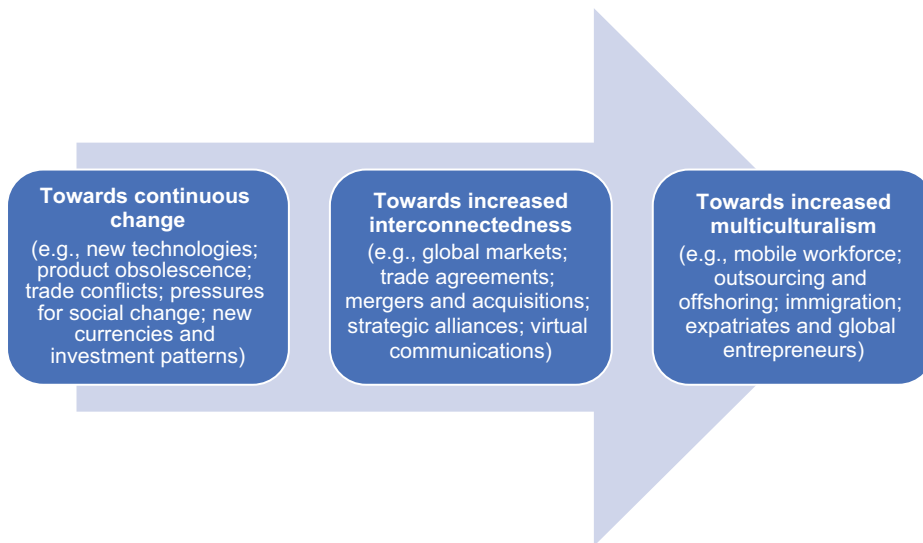 Towards continuous
change
(e.g., new technologies;
product obsolescence;
trade conflicts; pressures
for social change; new
currencies and
investment patterns)
Towards increased
interconnectedness
(e.g., global markets;
trade agreements;
mergers and acquisitions;
strategic alliances; virtual
communications)
Towards increased
multiculturalism
(e.g., mobile workforce;
outsourcing and
offshoring; immigration;
expatriates and global
entrepreneurs)